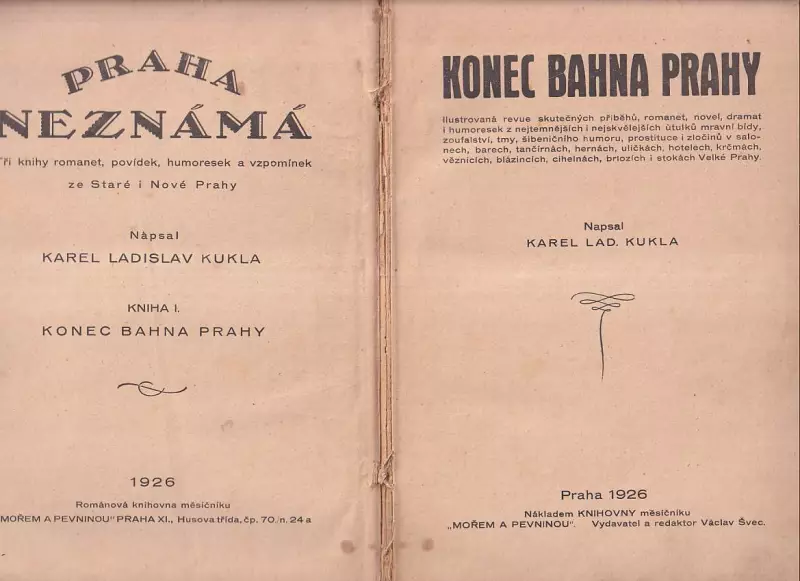 PRAHA
NEZNÁMÁ
Tři knihy romanet, povídek, humoresek a vzpomínek
ze Staré i Nové Prahy
Nàpsal
KAREL LADISLAV KUKLA
KNIHA I.
KONEC BAHNA PRAHY
1926
Románová knihovna měsíčníku
„MOŘEM A PEVNINOU" PRAHA XI., Husova třída, čp. 70/n. 24 a
KONEC BAHNA PRAHY
Ilustrovaná revue skutečných příběhů, romanet, novel, dramat
i humoresek z nejtemnějších i nejskvělejších útulků mravní bídy,
zoufalství, tmy, šibeničního humoru, prostituce i zločinů v salo-
nech, barech, tančírnách, hernách, uličkách, hotelech, krčmách,
věznicích, blázincích, cihelnách, brlozích i stokách Velké Prahy.
Napsal
KAREL LAD. KUKLA
Praha 1926
Nákladem KNIHOVNY měsíčníku
„MOŘEM A PEVNINOU". Vydavatel a redaktor Václav Švec.